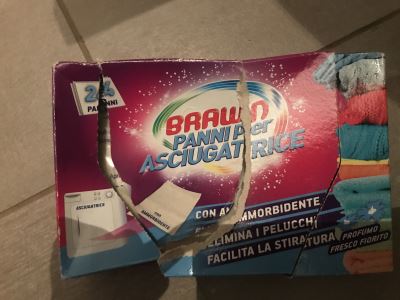 24
PANNI
BRAWN
PANNI per
ASCIUGATRICE
ASCIUGATRICE
CON AMMORBIDENTE
ELIMINA I PELUCCHI
FACILITA LA STIRATURA
PROFUMO
FRESCO FIORITO